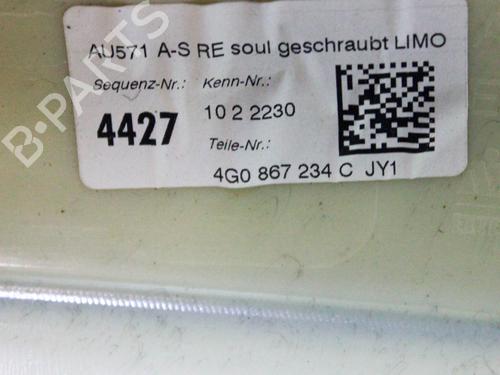 AU571 A-S RE soul geschraubt LIMO
Sequenz-Nr.: Kenn-Nr.:
4427 10 2 2230
Teile-Nr.:
4G0 867 234 C JY1
B-PARTS